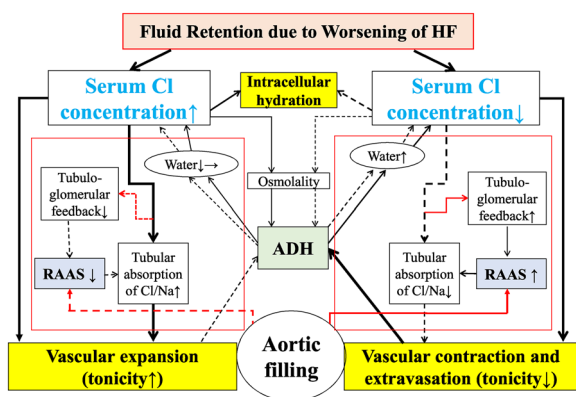 Fluid Retention due to Worsening of HF
Serum Cl
concentration↑
Intracellular
hydration
Serum Cl
concentration↓
Water↓→
Water↑
Osmolality
Tubulo-
glomerular
feedback↓
Tubulo-
glomerular
feedback↑
ADH
RAAS ↓
Tubular
absorption
of Cl/Na↑
Tubular
absorption
of Cl/Na↓
RAAS ↑
Vascular expansion
(tonicity↑)
Aortic
filling
Vascular contraction and
extravasation (tonicity↓)